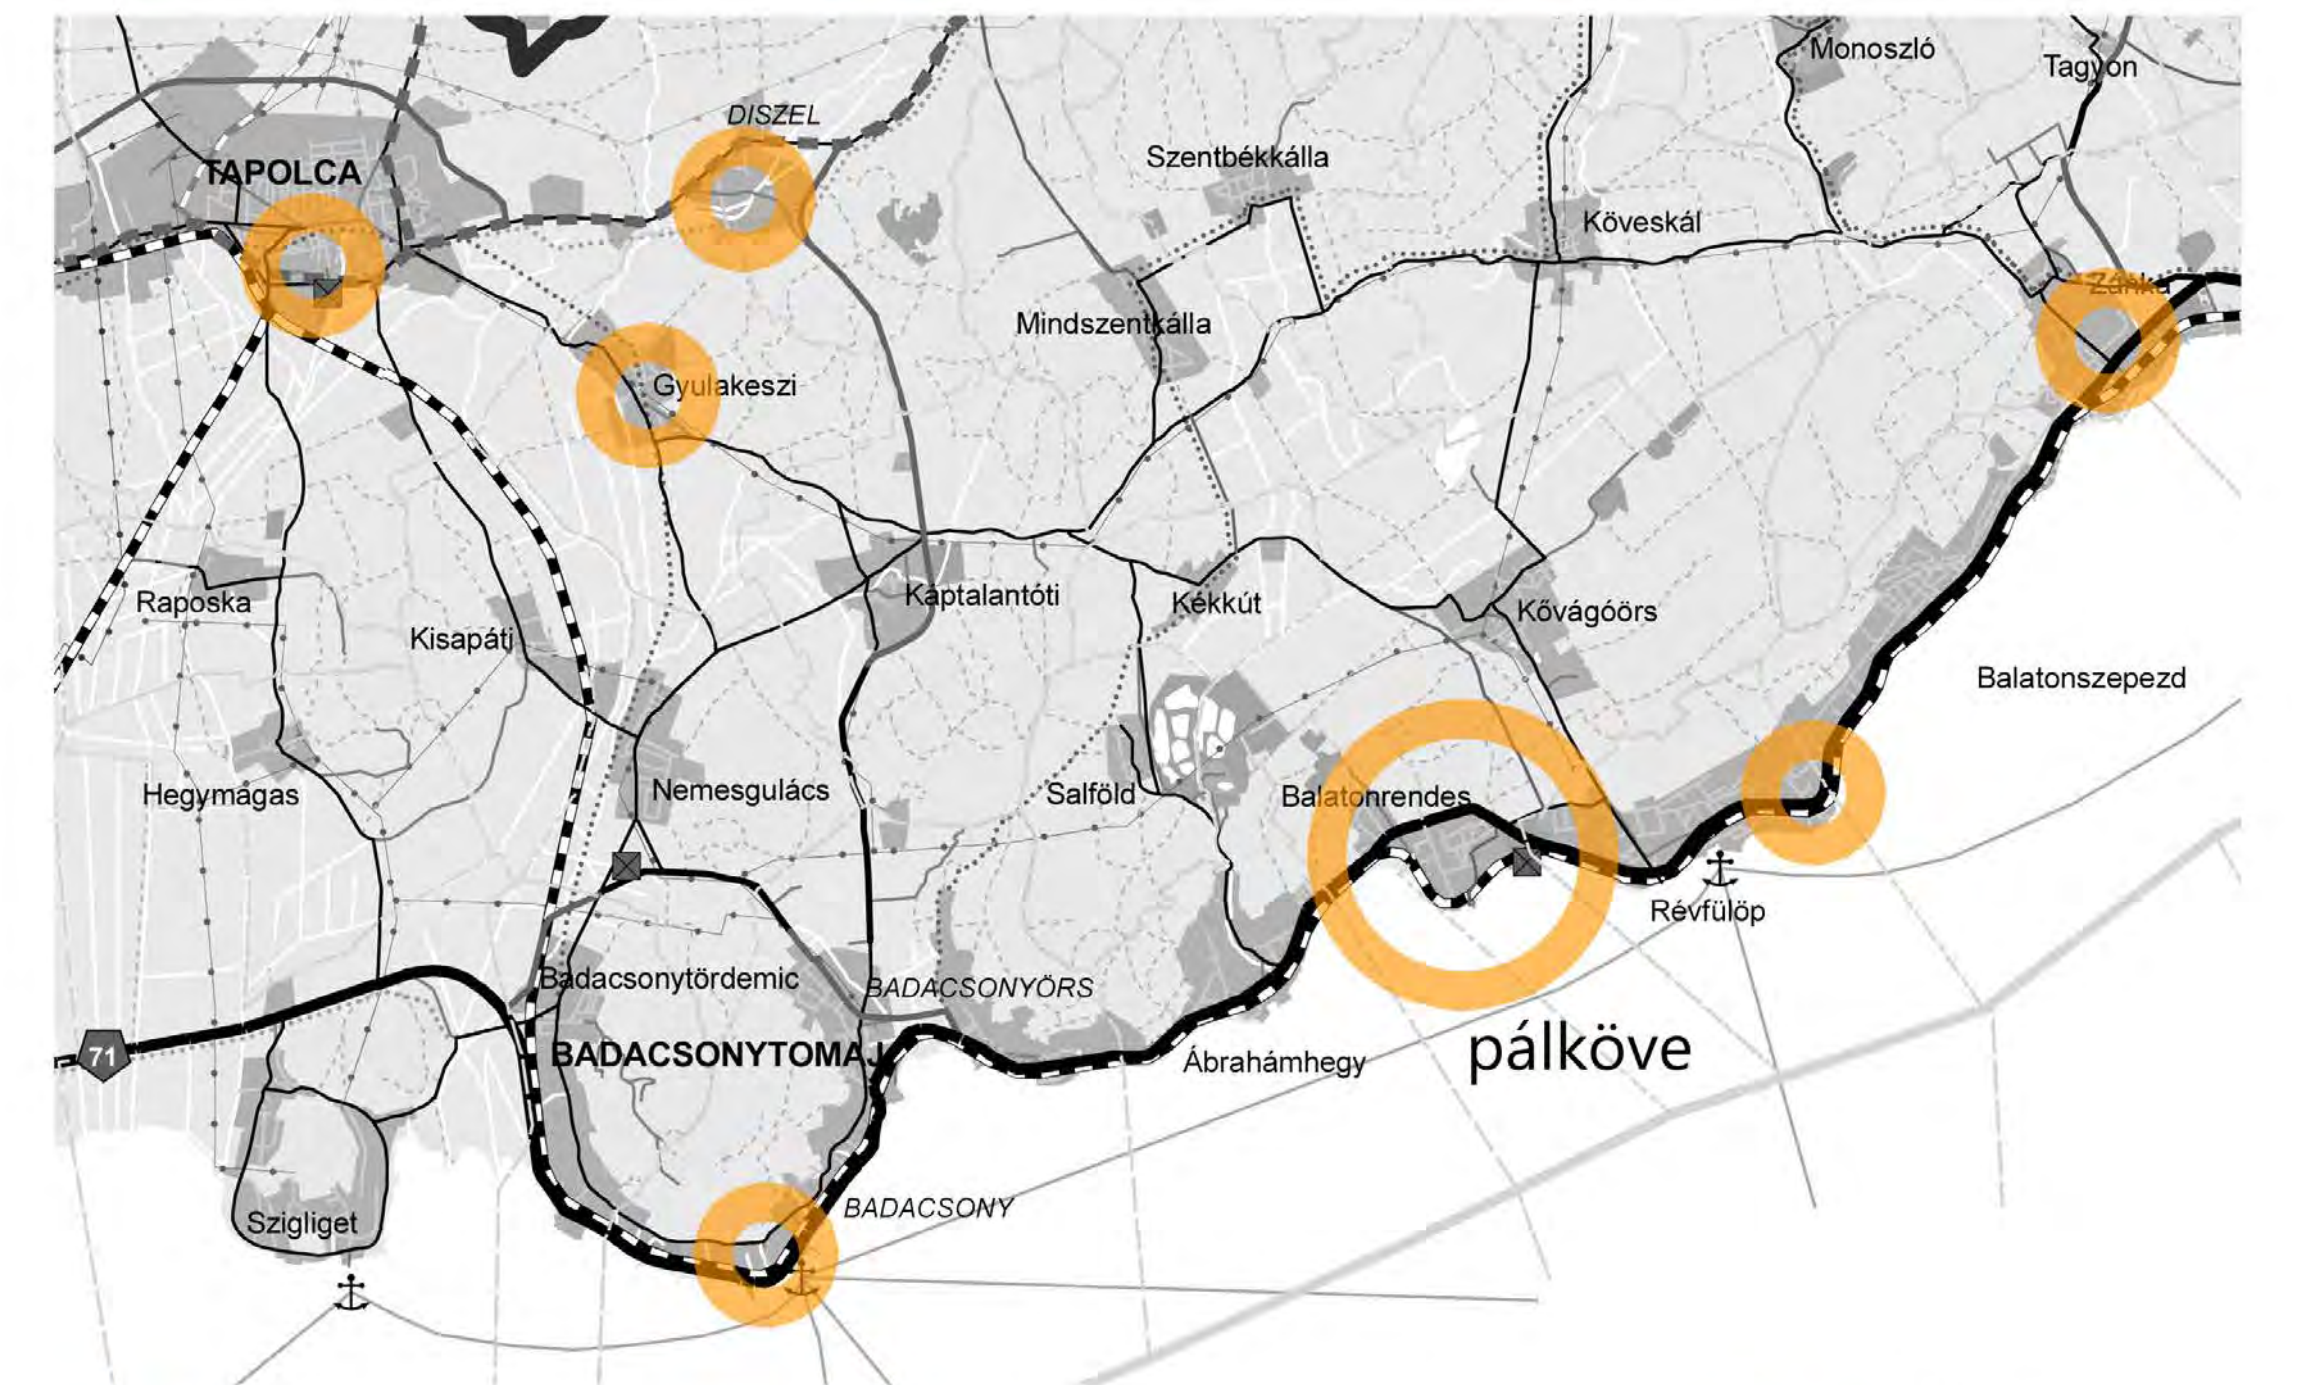 Monoszló
Tagyon
DISZEL
Szentbékkálla
TAPOLCA
Köveskál
Zánka
Mindszentkálla
Gyulakeszi
Raposka
Káptalantóti
Kékkút
Kővágóörs
Kisapáti
Balatonszepezd
Hegymagas
Nemesgulács
Salföld
Balatonrendes
Révfülöp
Badacsonytördemic
BADACSONYÖRS
71
BADACSONYTOMAJ
Ábrahámhegy
pálköve
Szigliget
BADACSONY